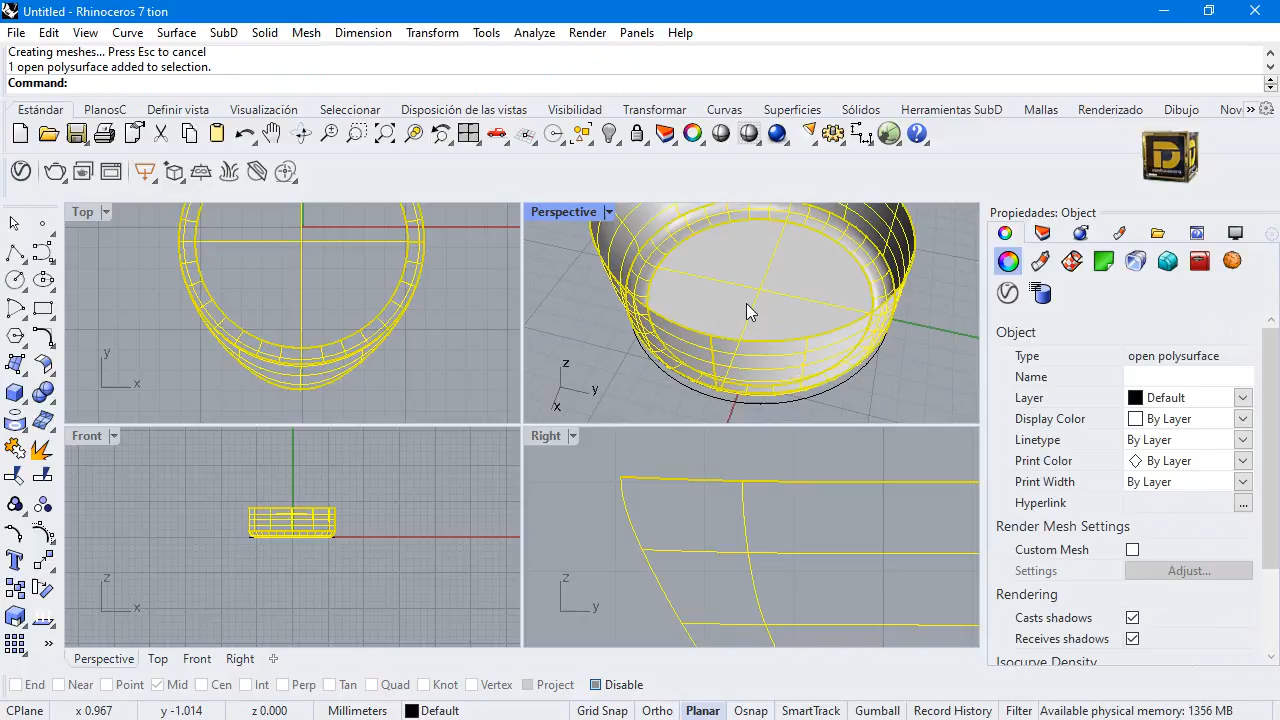 Untitled - Rhinoceros 7 tion
File Edit View Curve Surface SubD Solid Mesh Dimension Transform Tools Analyze Render Panels Help
Creating meshes... Press Esc to cancel
1 open polysurface added to selection.
Command:
Estándar PlanosC Definir vista Visualización Seleccionar Disposición de las vistas Visibilidad Transformar Curvas Superficies Sólidos Herramientas SubD Mallas Renderizado Dibujo Nov
Top
Perspective
Propiedades: Object
y
x
z
y
x
Object
Type open polysurface
Name
Layer Default
Display Color By Layer
Linetype By Layer
Print Color By Layer
Print Width By Layer
Hyperlink ...
Render Mesh Settings
Custom Mesh
Settings Adjust...
Rendering
Casts shadows
Receives shadows
Isocurve Density
Front
Right
z
x
z
y
Perspective Top Front Right
End Near Point Mid Cen Int Perp Tan Quad Knot Vertex Project Disable
CPlane x 0.967 y -1.014 z 0.000 Millimeters Default Grid Snap Ortho Planar Osnap SmartTrack Gumball Record History Filter Available physical memory: 1356 MB